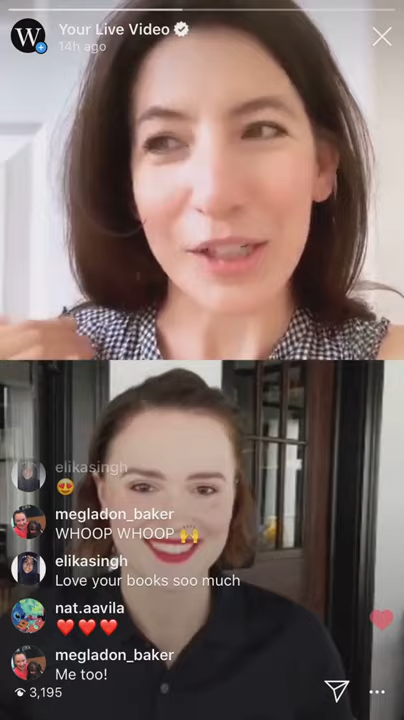 W
Your Live Video
14h ago
elikasingh
😍
megladon_baker
WHOOP WHOOP 🙌
elikasingh
Love your books soo much
nat.aavila
❤️❤️❤️
megladon_baker
Me too!
3,195